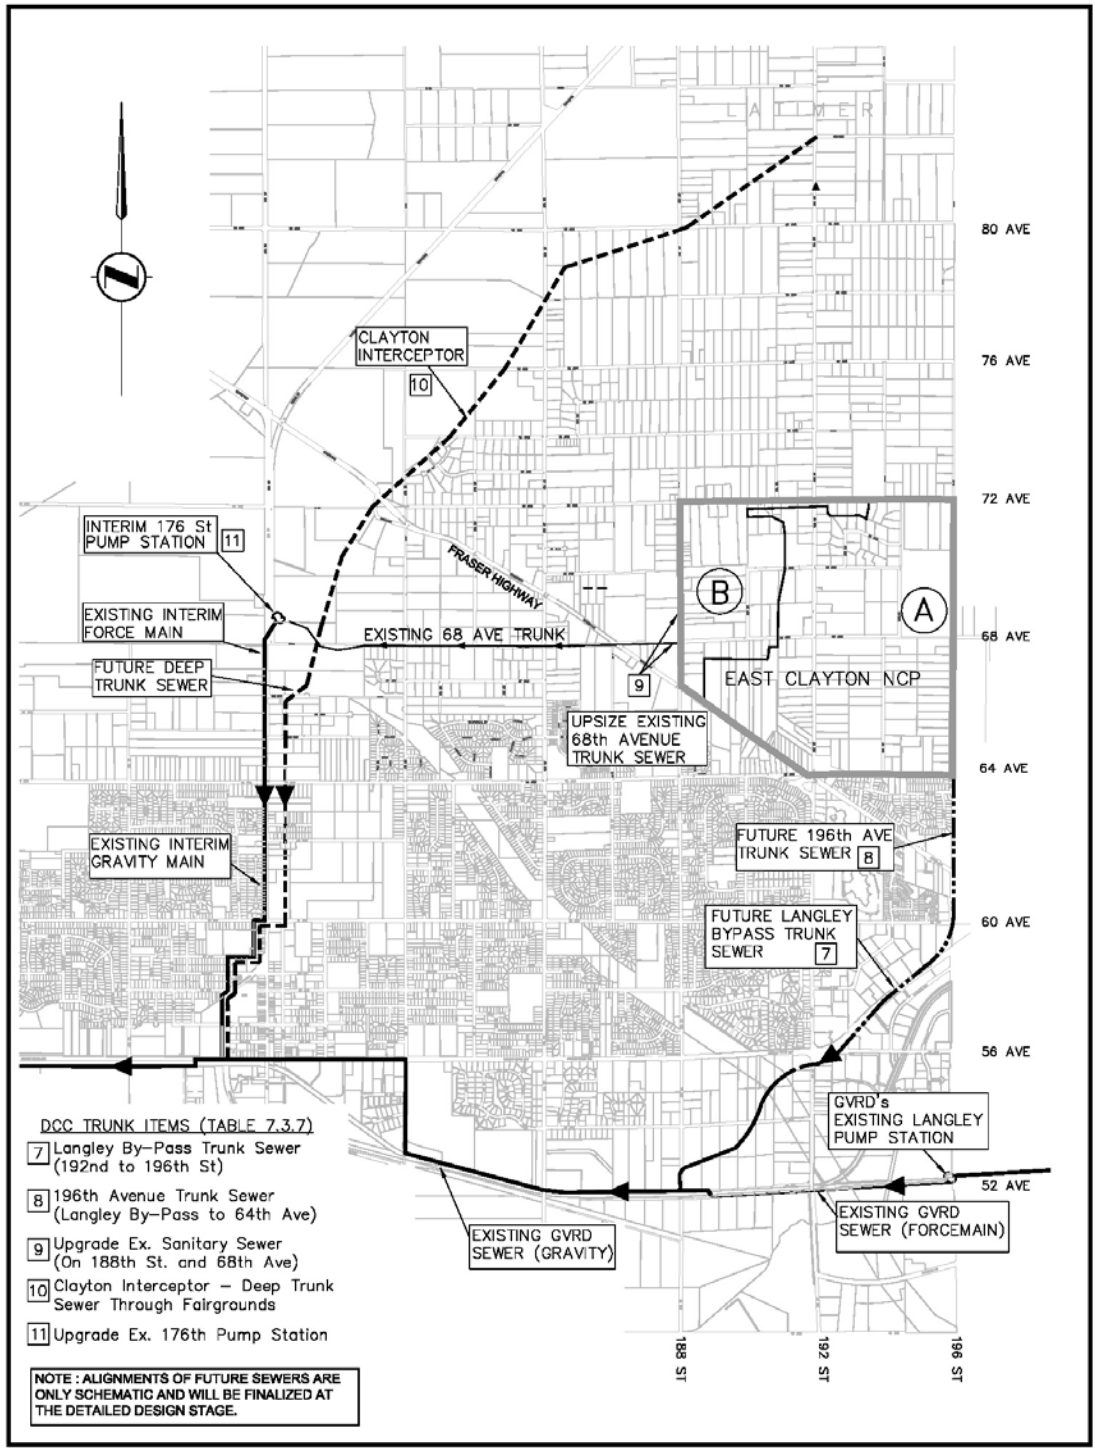 LATIMER
80 AVE
CLAYTON
INTERCEPTOR
10
76 AVE
72 AVE
INTERIM 176 St
PUMP STATION
11
FRASER HIGHWAY
B
A
EXISTING INTERIM
FORCE MAIN
EXISTING 68 AVE TRUNK
68 AVE
FUTURE DEEP
TRUNK SEWER
9
EAST CLAYTON NCP
UPSIZE EXISTING
68th AVENUE
TRUNK SEWER
64 AVE
EXISTING INTERIM
GRAVITY MAIN
FUTURE 196th AVE
TRUNK SEWER 8
FUTURE LANGLEY
BYPASS TRUNK
SEWER 7
60 AVE
56 AVE
GVRD's
EXISTING LANGLEY
PUMP STATION
52 AVE
EXISTING GVRD
SEWER (GRAVITY)
EXISTING GVRD
SEWER (FORCEMAIN)
188 ST
192 ST
196 ST
DCC TRUNK ITEMS (TABLE 7.3.7)
7 Langley By-Pass Trunk Sewer
(192nd to 196th St)
8 196th Avenue Trunk Sewer
(Langley By-Pass to 64th Ave)
9 Upgrade Ex. Sanitary Sewer
(On 188th St. and 68th Ave)
10 Clayton Interceptor - Deep Trunk
Sewer Through Fairgrounds
11 Upgrade Ex. 176th Pump Station
NOTE : ALIGNMENTS OF FUTURE SEWERS ARE
ONLY SCHEMATIC AND WILL BE FINALIZED AT
THE DETAILED DESIGN STAGE.